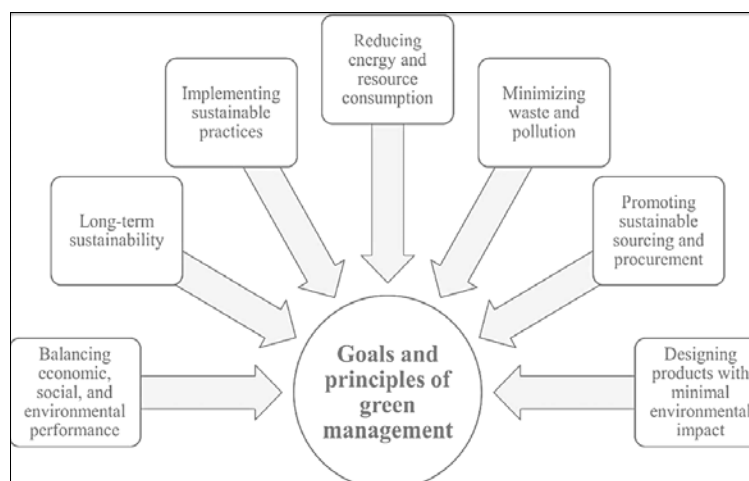 Reducing
energy and
resource
consumption
Implementing
sustainable
practices
Minimizing
waste and
pollution
Long-term
sustainability
Promoting
sustainable
sourcing and
procurement
Balancing
economic,
social, and
environmental
performance
Goals and
principles of
green
management
Designing
products with
minimal
environmental
impact